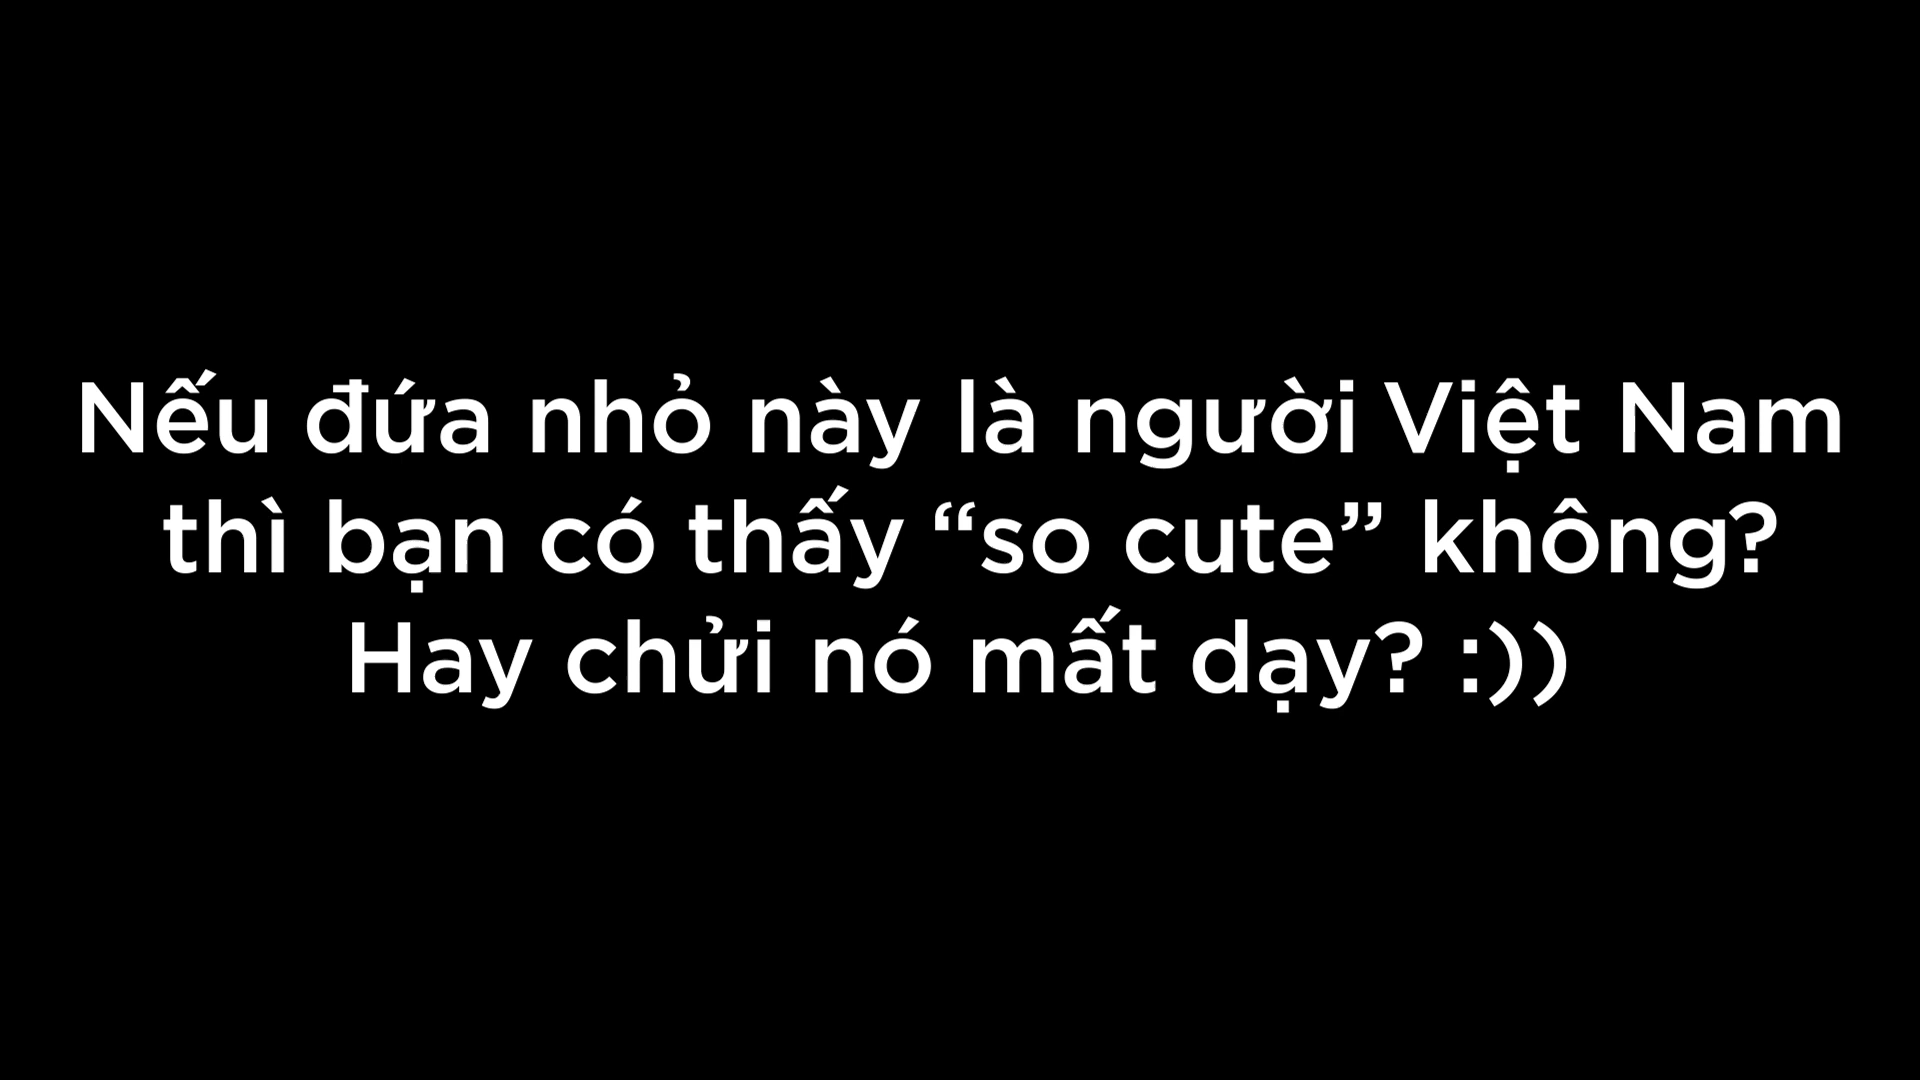 Nếu đứa nhỏ này là người Việt Nam
thì bạn có thấy “so cute” không?
Hay chửi nó mất dạy? :))